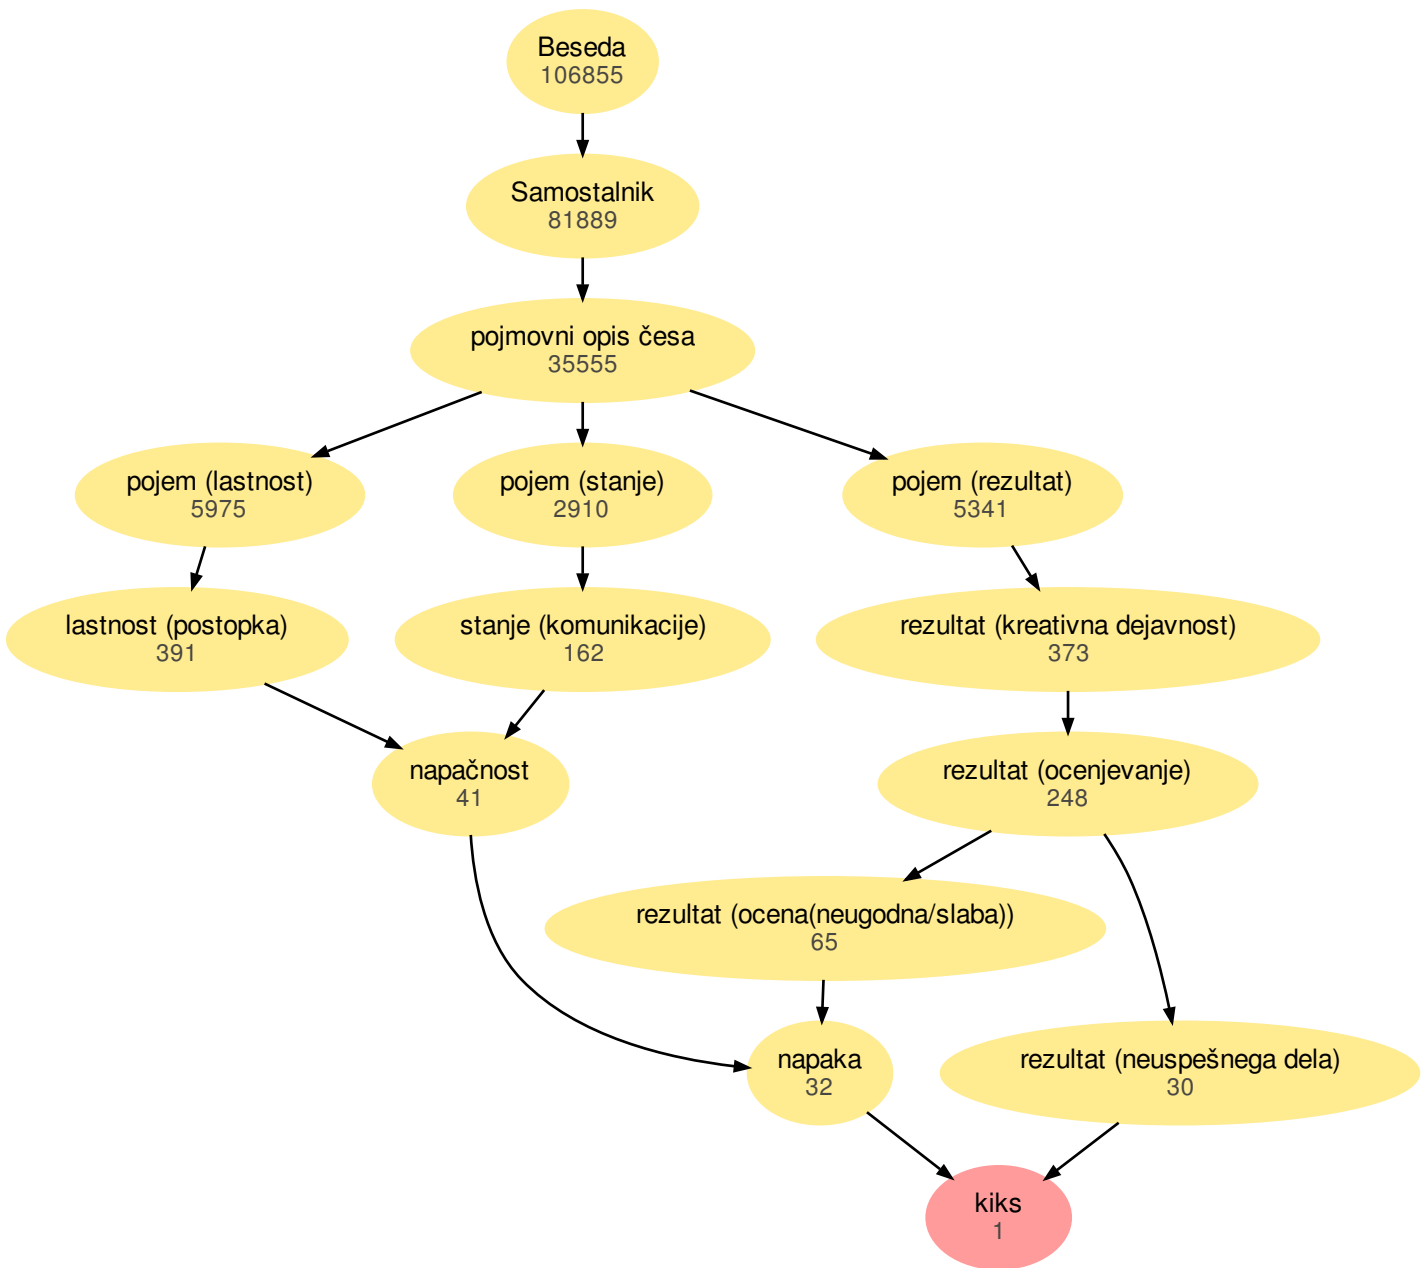 Beseda
106855
Samostalnik
81889
pojmovni opis česa
35555
pojem (lastnost)
5975
pojem (stanje)
2910
pojem (rezultat)
5341
lastnost (postopka)
391
stanje (komunikacije)
162
rezultat (kreativna dejavnost)
373
napačnost
41
rezultat (ocenjevanje)
248
rezultat (ocena(neugodna/slaba))
65
napaka
32
rezultat (neuspešnega dela)
30
kiks
1